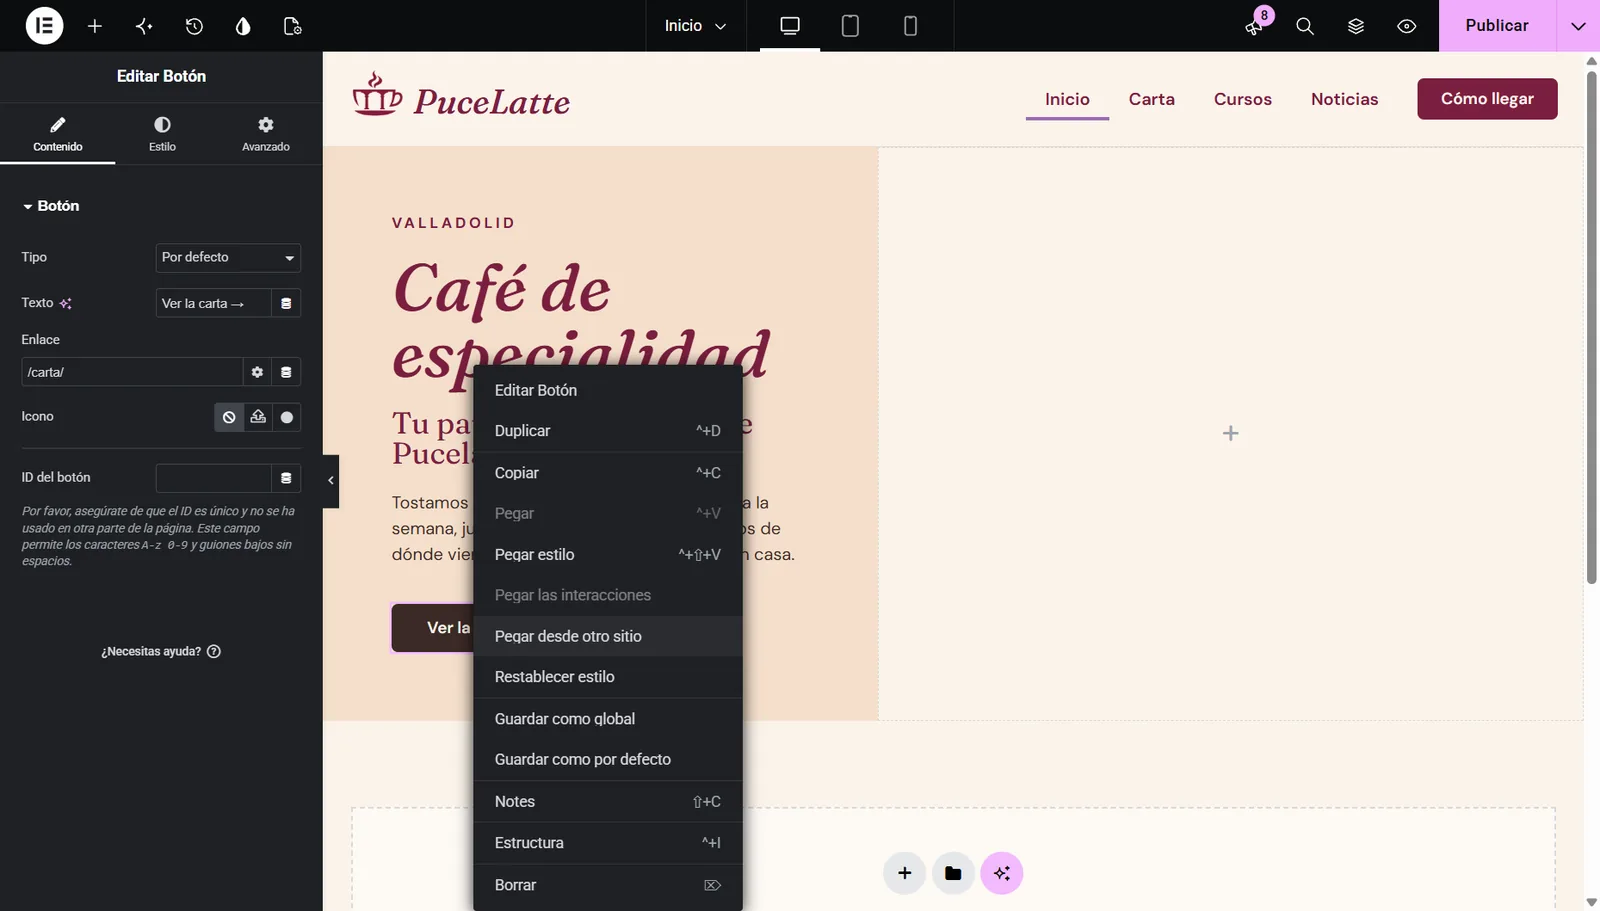 Inicio
8
Publicar
Editar Botón
Contenido
Estilo
Avanzado
Botón
Tipo
Por defecto
Texto
Ver la carta →
Enlace
/carta/
Icono
ID del botón
Por favor, asegúrate de que el ID es único y no se ha
usado en otra parte de la página. Este campo
permite los caracteres A-z 0-9 y guiones bajos sin
espacios.
¿Necesitas ayuda?
PuceLatte
Inicio
Carta
Cursos
Noticias
Cómo llegar
VALLADOLID
Café de
especialidad
Tu
Tostamos
a la
semana,
de
dónde
casa.
Ver la
Editar Botón
Duplicar ^+D
Copiar ^+C
Pegar ^+V
Pegar estilo ^+⇧+V
Pegar las interacciones
Pegar desde otro sitio
Restablecer estilo
Guardar como global
Guardar como por defecto
Notes ⇧+C
Estructura ^+I
Borrar ⌦